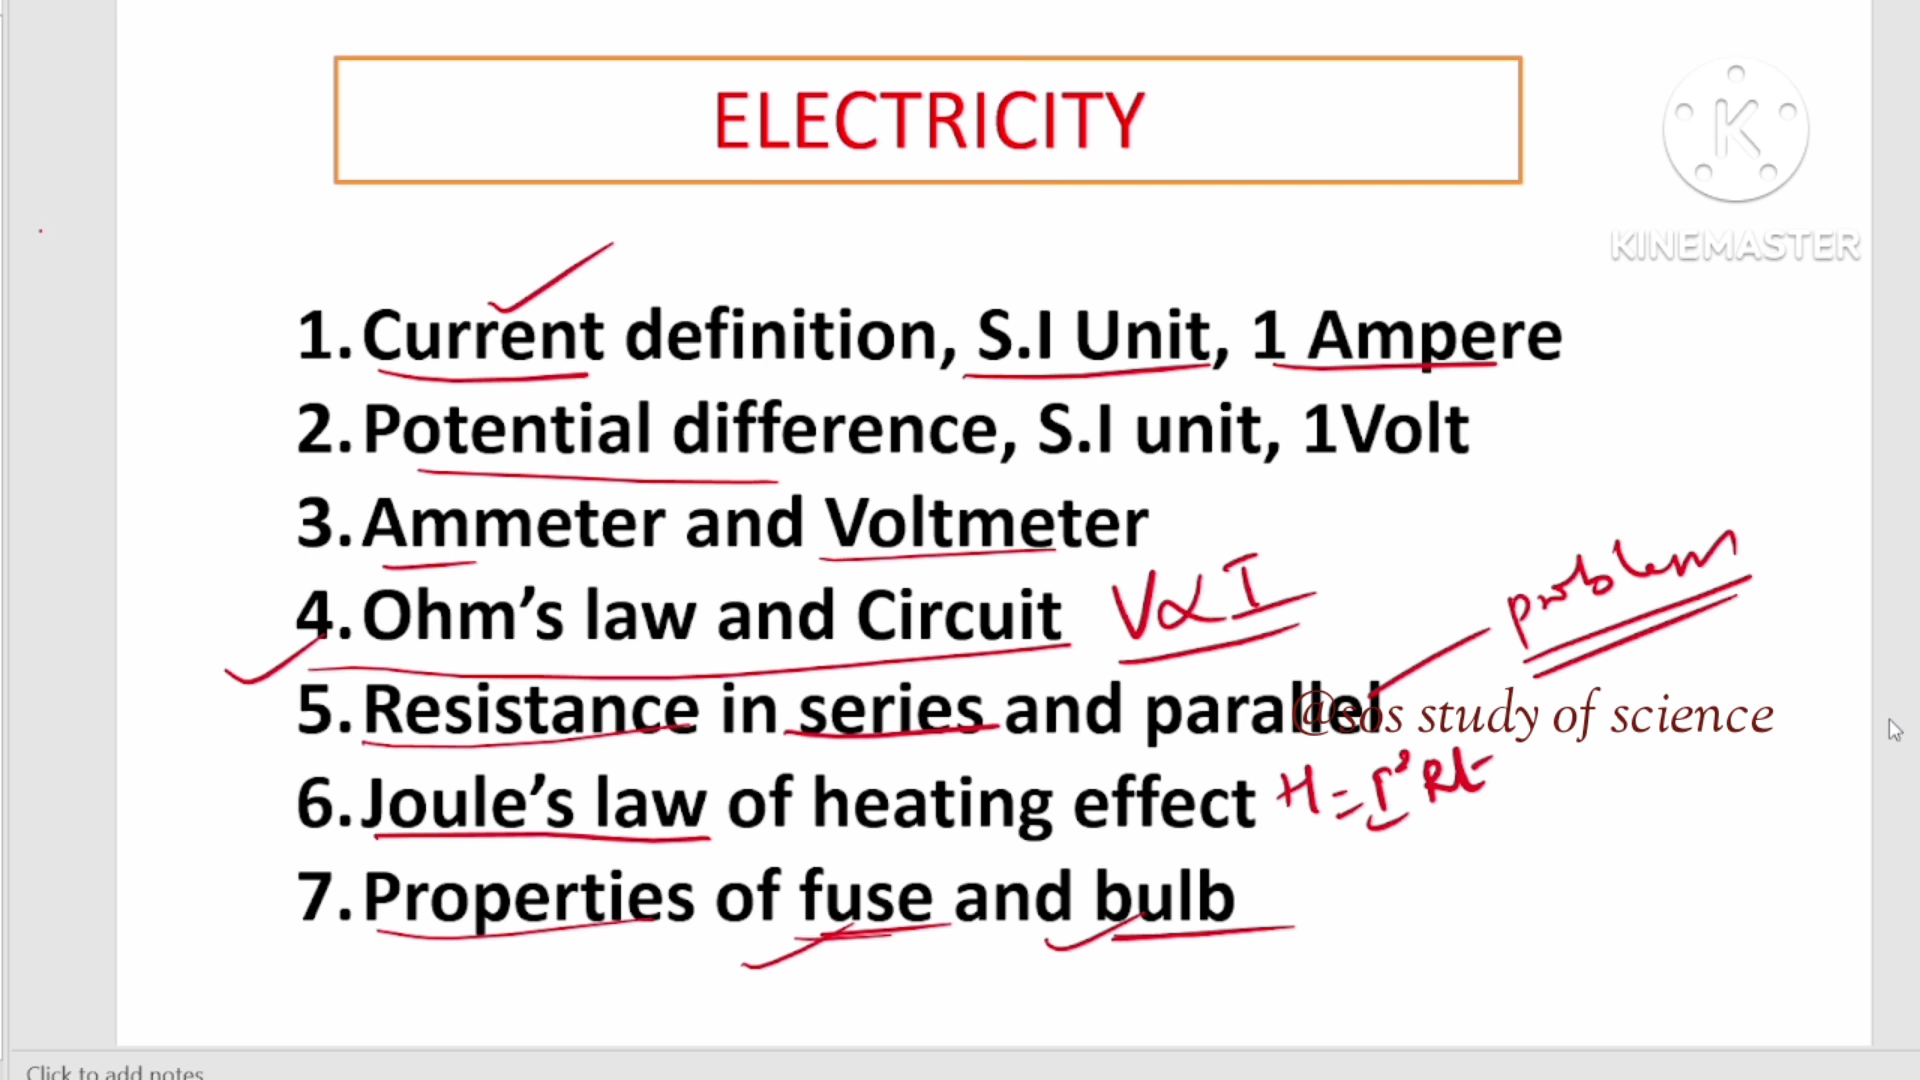 ELECTRICITY
K
KINEMASTER
1. Current definition, S.I Unit, 1 Ampere
2. Potential difference, S.I unit, 1Volt
3. Ammeter and Voltmeter
4. Ohm's law and Circuit V∝I
problem
5. Resistance in series and parallel
@sos study of science
6. Joule's law of heating effect H=I²Rt
7. Properties of fuse and bulb
Click to add notes